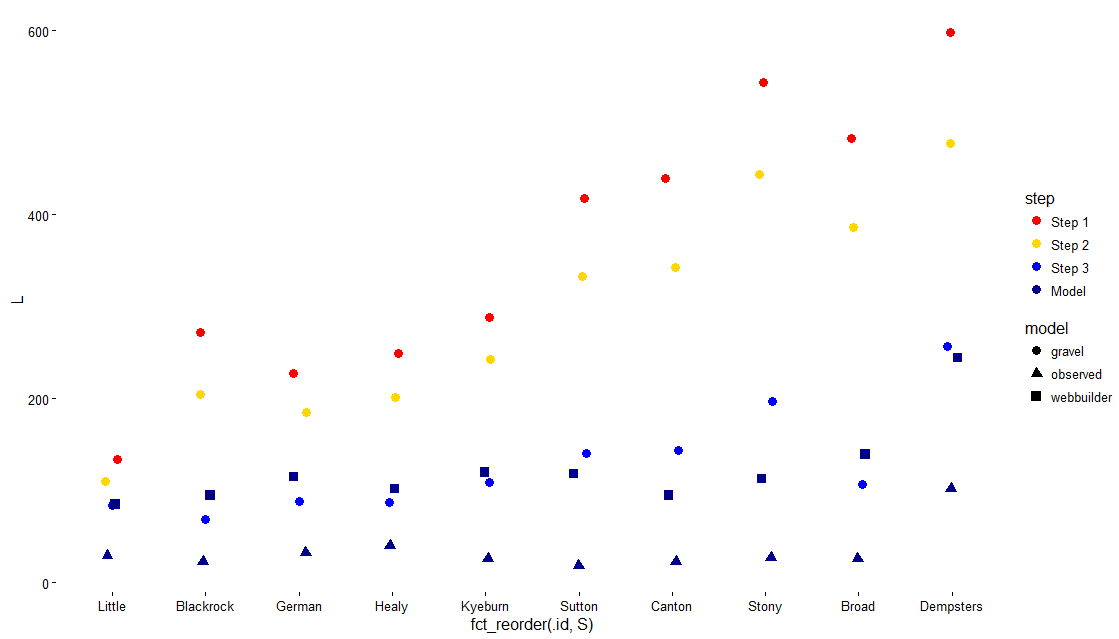 600
400
200
0
L
Little Blackrock German Healy Kyeburn Sutton Canton Stony Broad Dempsters
fct_reorder(.id, S)
step
Step 1
Step 2
Step 3
Model
model
gravel
observed
webbuilder